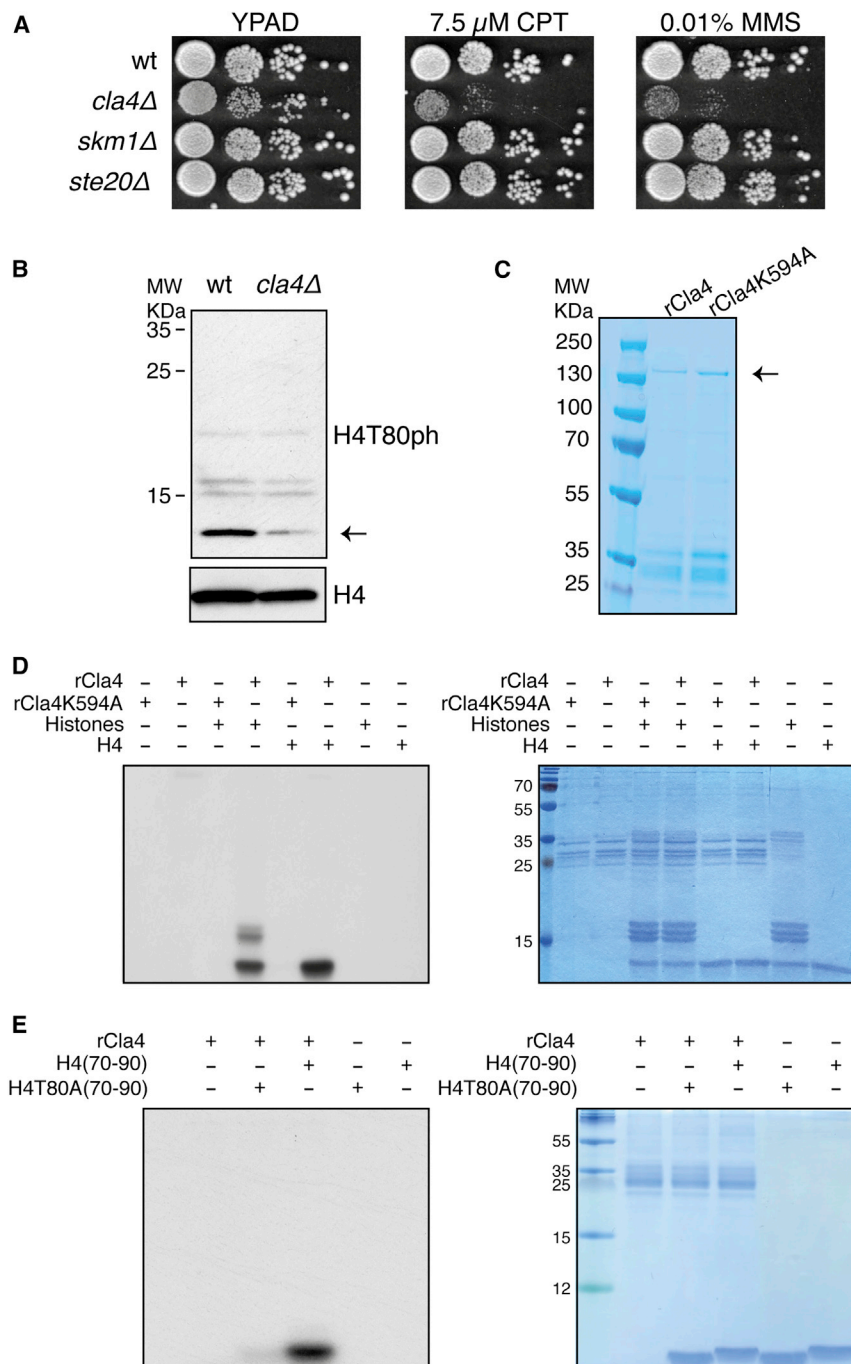 A
YPAD
7.5 µM CPT
0.01% MMS
wt
cla4Δ
skm1Δ
ste20Δ
B
MW
KDa
wt
cla4Δ
35
25
15
H4T80ph
←
H4
C
MW
KDa
rCla4
rCla4K594A
250
130
100
70
55
35
25
←
D
rCla4 – + – + – + – –
rCla4K594A + – + – + – – –
Histones – – + + – – + –
H4 – – – – + + – +
rCla4 – + – + – + – –
rCla4K594A + – + – + – – –
Histones – – + + – – + –
H4 – – – – + + – +
70
55
35
25
15
E
rCla4 + + + – –
H4(70-90) – – + – +
H4T80A(70-90) – + – + –
rCla4 + + + – –
H4(70-90) – – + – +
H4T80A(70-90) – + – + –
55
35
25
15
12